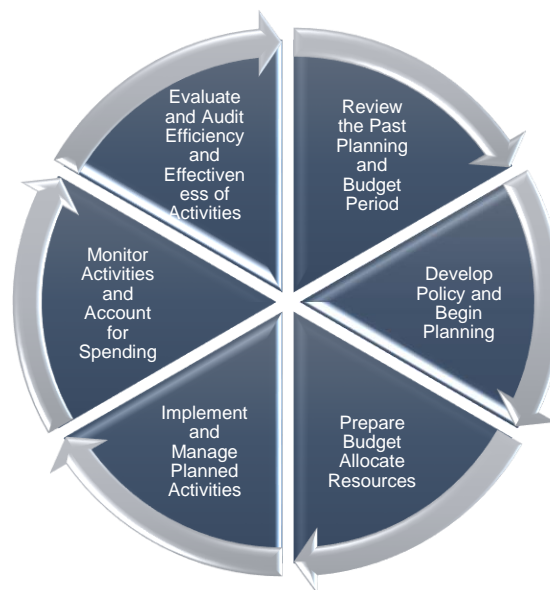 Review
the Past
Planning
and
Budget
Period
Develop
Policy and
Begin
Planning
Prepare
Budget
Allocate
Resources
Implement
and
Manage
Planned
Activities
Monitor
Activities
and
Account
for
Spending
Evaluate
and Audit
Efficiency
and
Effectiven
ess of
Activities